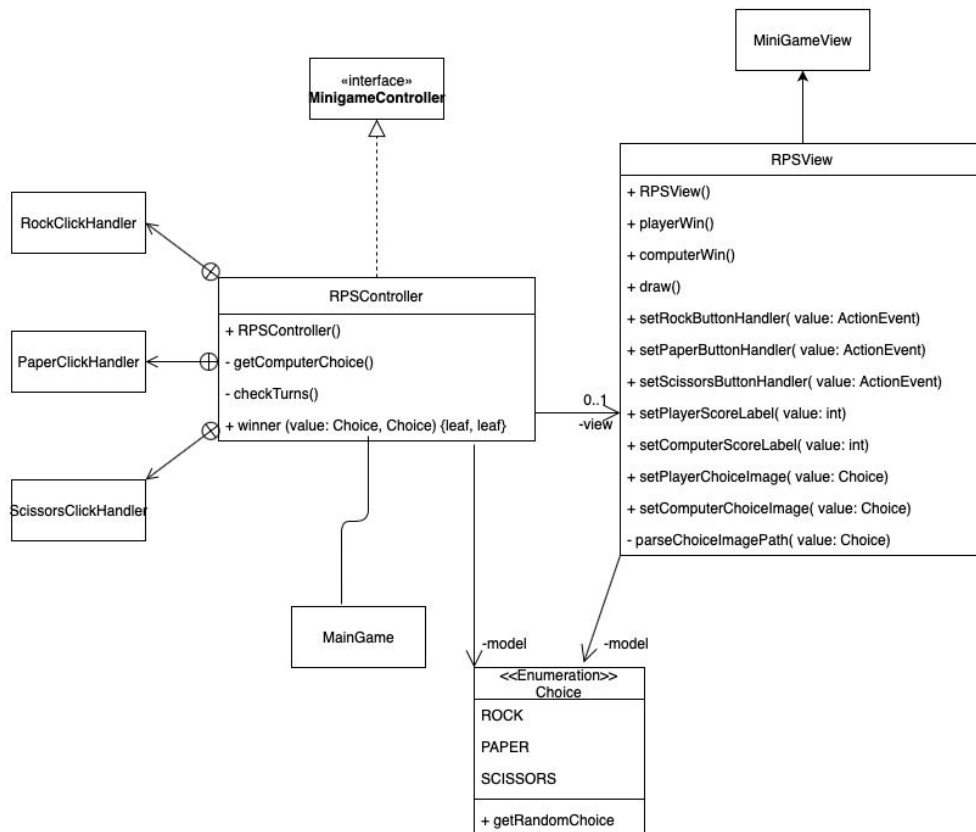 MiniGameView
«interface»
MinigameController
RPSView
+ RPSView()
+ playerWin()
+ computerWin()
+ draw()
+ setRockButtonHandler( value: ActionEvent)
+ setPaperButtonHandler( value: ActionEvent)
+ setScissorsButtonHandler( value: ActionEvent)
+ setPlayerScoreLabel( value: int)
+ setComputerScoreLabel( value: int)
+ setPlayerChoiceImage( value: Choice)
+ setComputerChoiceImage( value: Choice)
- parseChoiceImagePath( value: Choice)
RockClickHandler
PaperClickHandler
ScissorsClickHandler
RPSController
+ RPSController()
- getComputerChoice()
- checkTurns()
+ winner (value: Choice, Choice) {leaf, leaf}
0..1
-view
MainGame
-model
-model
<<Enumeration>>
Choice
ROCK
PAPER
SCISSORS
+ getRandomChoice